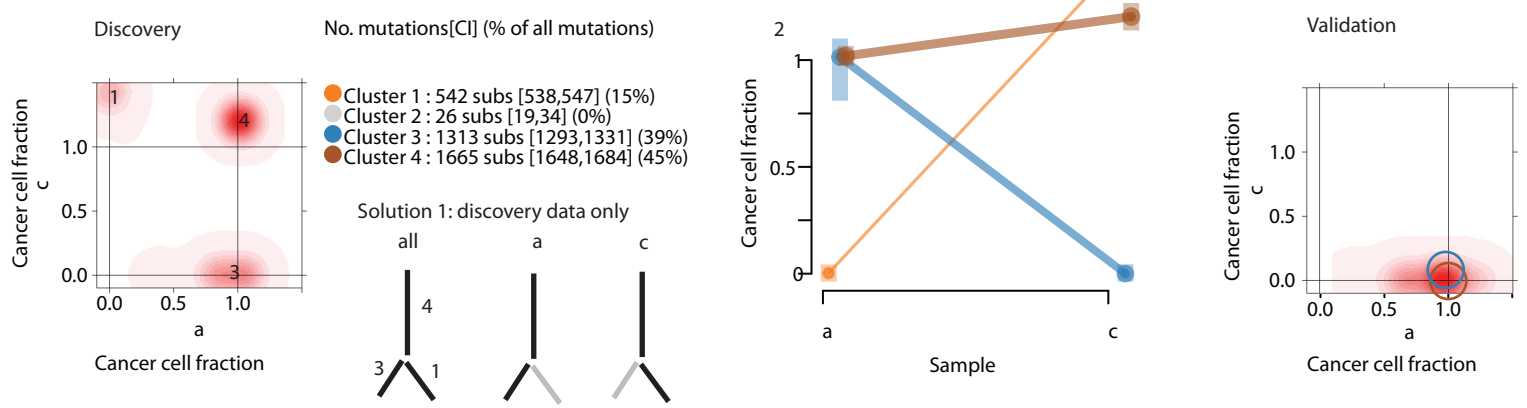 Discovery
1
4
3
1.0
0.5
0.0
0.0 0.5 1.0
Cancer cell fraction
c
a
Cancer cell fraction
No. mutations[CI] (% of all mutations)
Cluster 1 : 542 subs [538,547] (15%)
Cluster 2 : 26 subs [19,34] (0%)
Cluster 3 : 1313 subs [1293,1331] (39%)
Cluster 4 : 1665 subs [1648,1684] (45%)
Solution 1: discovery data only
all a c
4
3 1
2
1
0.5
0
Cancer cell fraction
a c
Sample
Validation
1.0
0.5
0.0
0.0 0.5 1.0
Cancer cell fraction
c
a
Cancer cell fraction